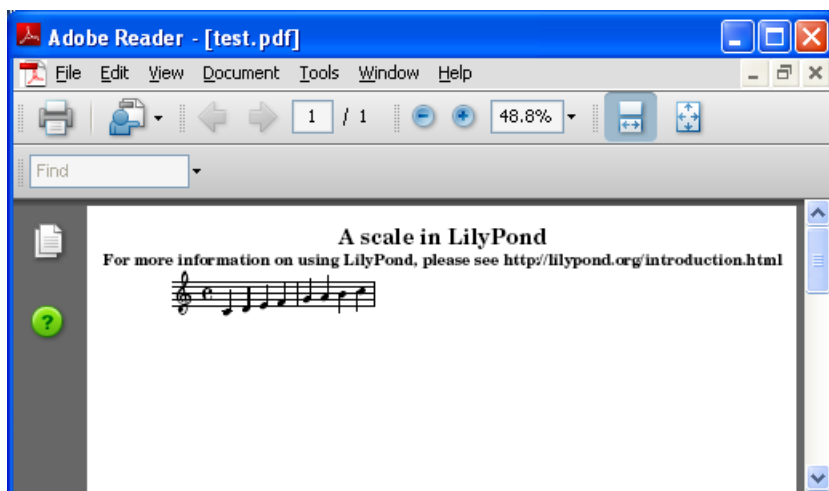 Adobe Reader - [test.pdf]
File Edit View Document Tools Window Help
1 / 1 48.8%
Find
A scale in LilyPond
For more information on using LilyPond, please see http://lilypond.org/introduction.html